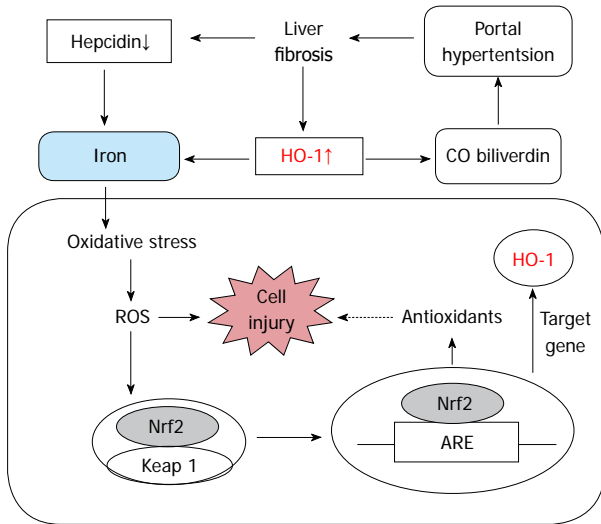 Hepcidin↓
Liver
fibrosis
Portal
hypertentsion
Iron
HO-1↑
CO biliverdin
Oxidative stress
HO-1
Cell
injury
ROS
Antioxidants
Target
gene
Nrf2
Keap 1
Nrf2
ARE